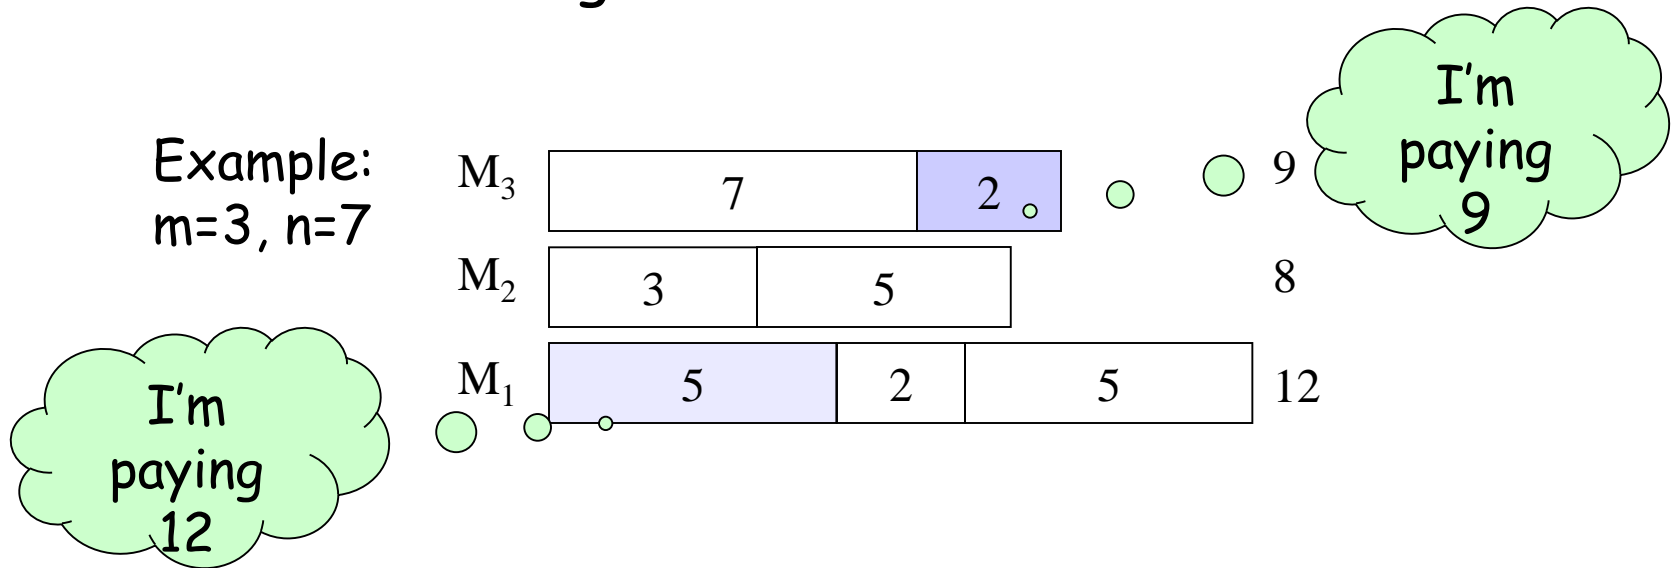 Example:
m=3, n=7
M₃ 7 2 9
M₂ 3 5 8
M₁ 5 2 5 12
I'm
paying
9
I'm
paying
12